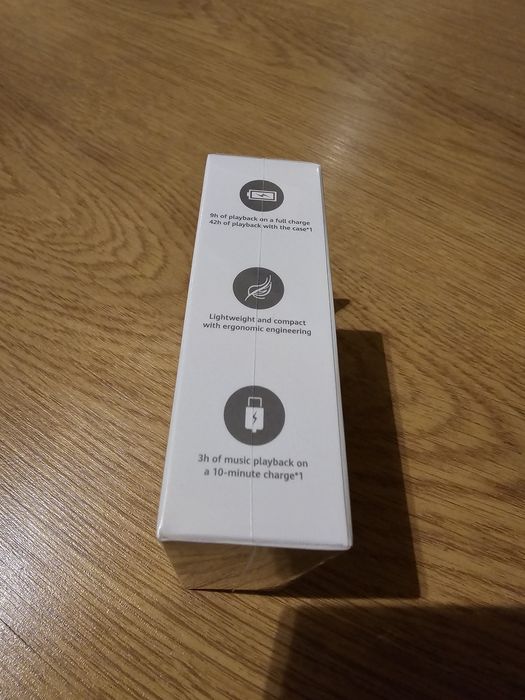 9h of playback on a full charge
42h of playback with the case*1
Lightweight and compact
with ergonomic engineering
3h of music playback on
a 10-minute charge*1